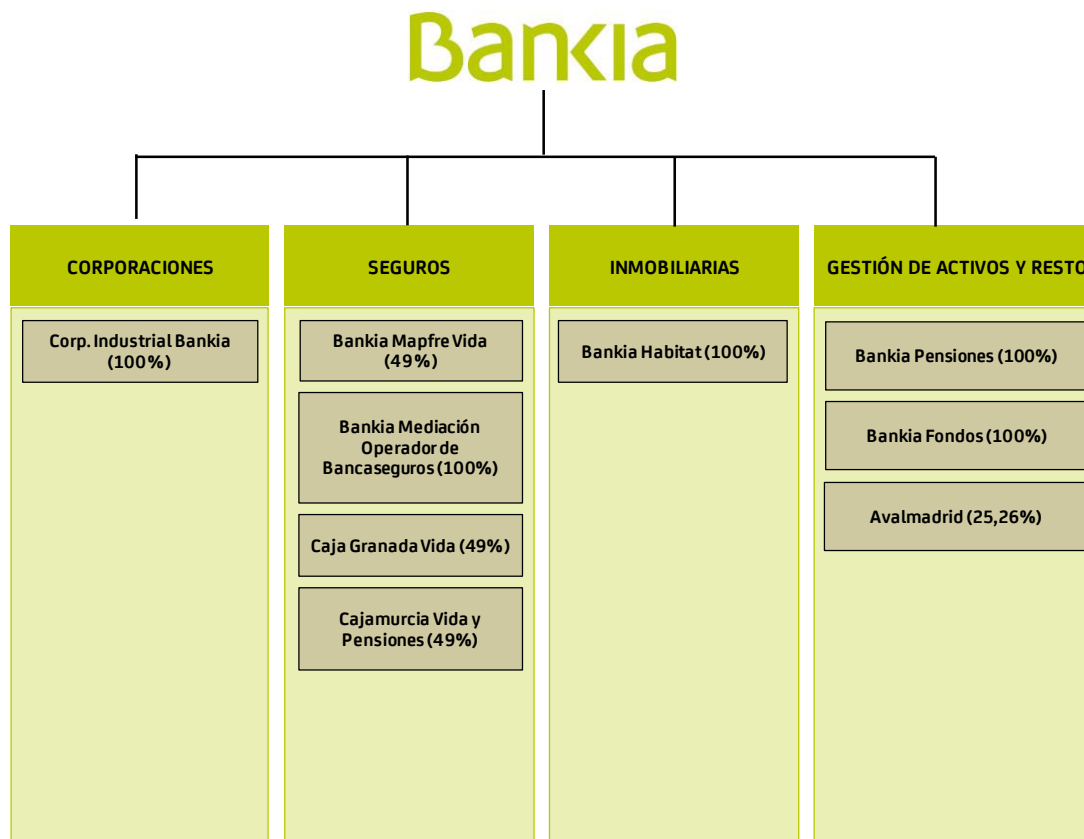 Bankia
CORPORACIONES
Corp. Industrial Bankia
(100%)
SEGUROS
Bankia Mapfre Vida
(49%)
Bankia Mediación
Operador de
Bancaseguros (100%)
Caja Granada Vida (49%)
Cajamurcia Vida y
Pensiones (49%)
INMOBILIARIAS
Bankia Habitat (100%)
GESTIÓN DE ACTIVOS Y RESTO
Bankia Pensiones (100%)
Bankia Fondos (100%)
Avalmadrid (25,26%)